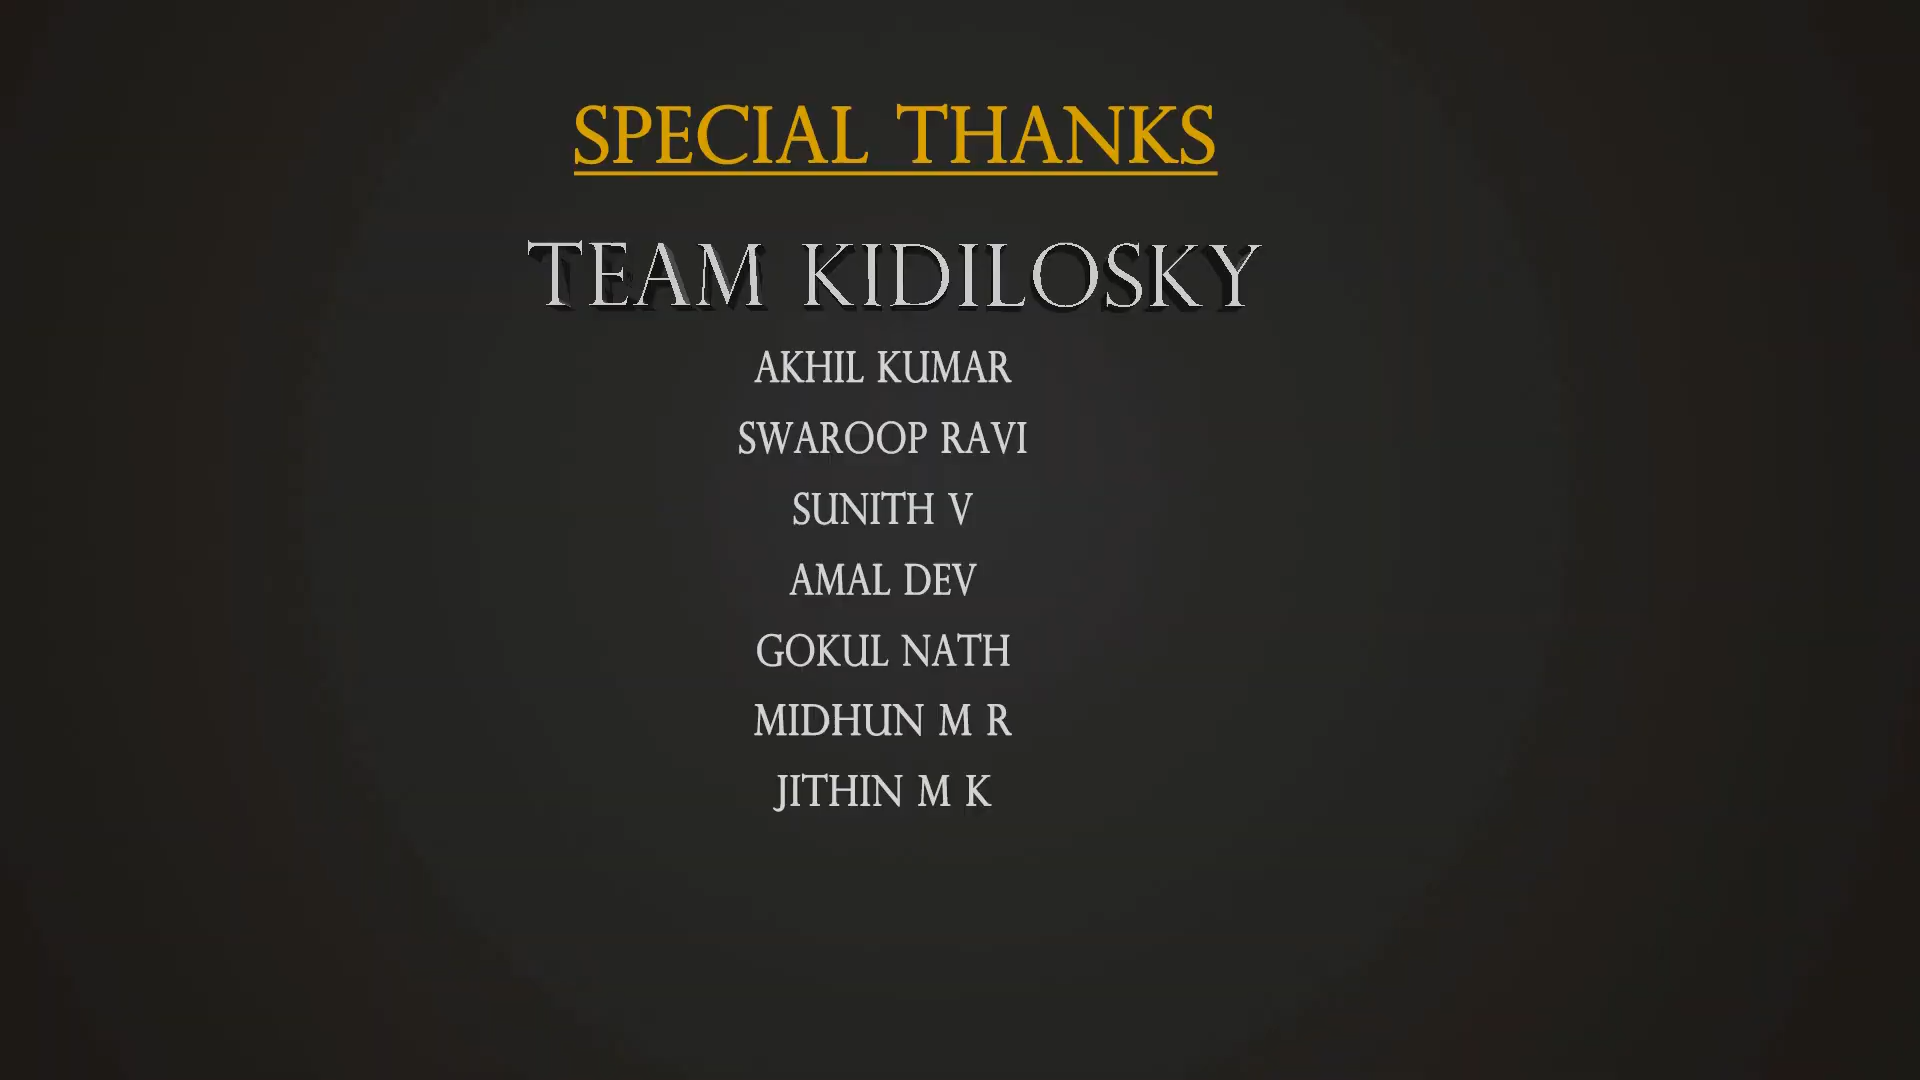 SPECIAL THANKS
TEAM KIDILOSKY
AKHIL KUMAR
SWAROOP RAVI
SUNITH V
AMAL DEV
GOKUL NATH
MIDHUN M R
JITHIN M K